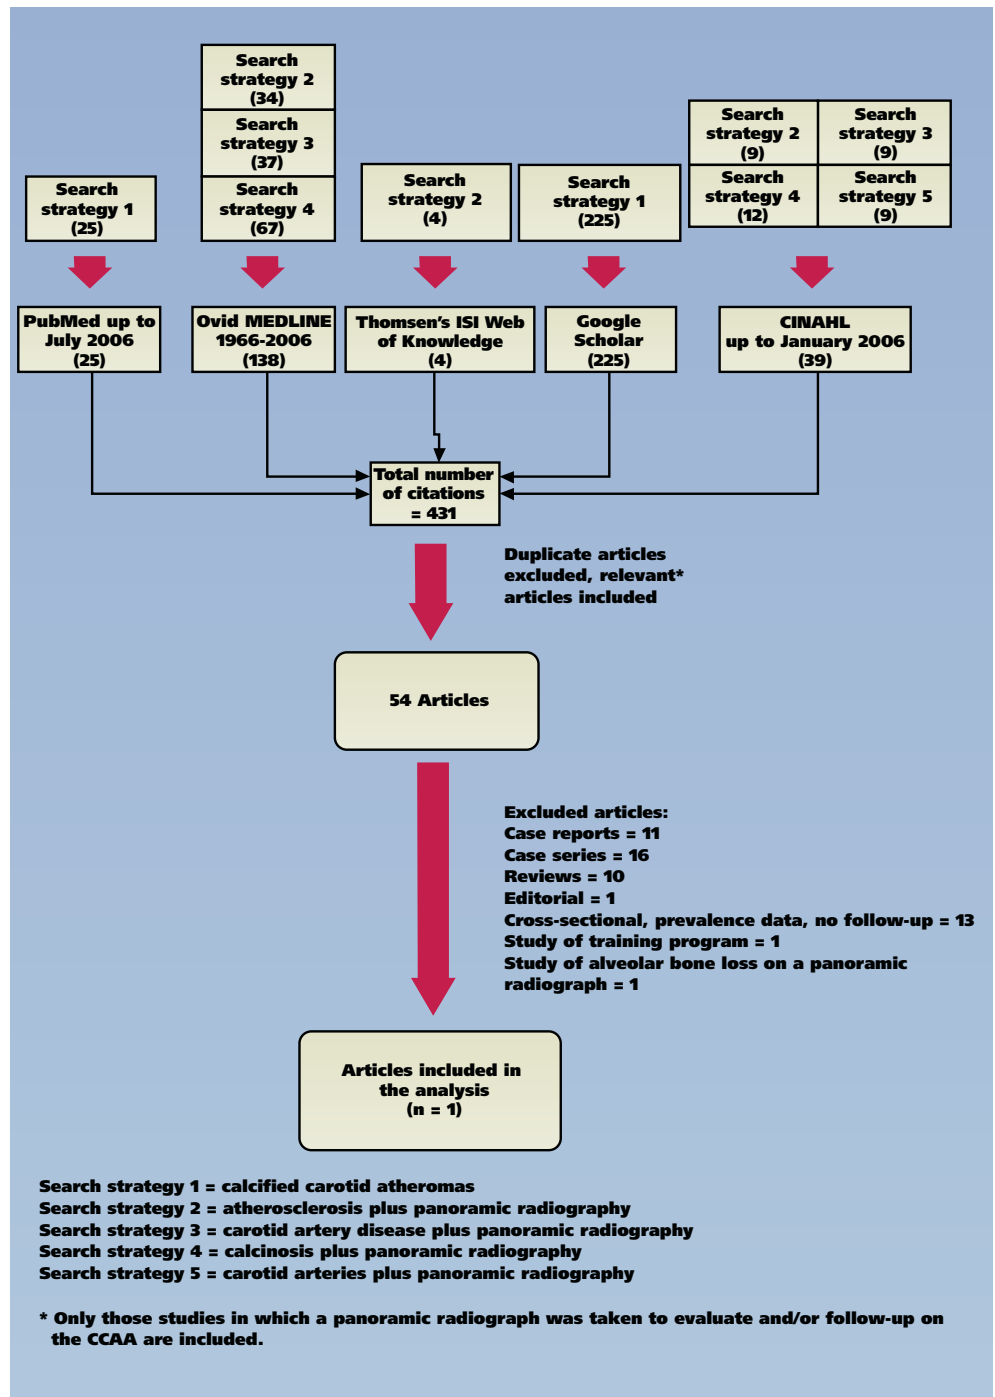 Search
strategy 1
(25)
Search
strategy 2
(34)
Search
strategy 3
(37)
Search
strategy 4
(67)
Search
strategy 2
(4)
Search
strategy 1
(225)
Search
strategy 2
(9)
Search
strategy 3
(9)
Search
strategy 4
(12)
Search
strategy 5
(9)
PubMed up to
July 2006
(25)
Ovid MEDLINE
1966-2006
(138)
Thomsen's ISI Web
of Knowledge
(4)
Google
Scholar
(225)
CINAHL
up to January 2006
(39)
Total number
of citations
= 431
Duplicate articles
excluded, relevant*
articles included
54 Articles
Excluded articles:
Case reports = 11
Case series = 16
Reviews = 10
Editorial = 1
Cross-sectional, prevalence data, no follow-up = 13
Study of training program = 1
Study of alveolar bone loss on a panoramic
radiograph = 1
Articles included in
the analysis
(n = 1)
Search strategy 1 = calcified carotid atheromas
Search strategy 2 = atherosclerosis plus panoramic radiography
Search strategy 3 = carotid artery disease plus panoramic radiography
Search strategy 4 = calcinosis plus panoramic radiography
Search strategy 5 = carotid arteries plus panoramic radiography
* Only those studies in which a panoramic radiograph was taken to evaluate and/or follow-up on
the CCAA are included.